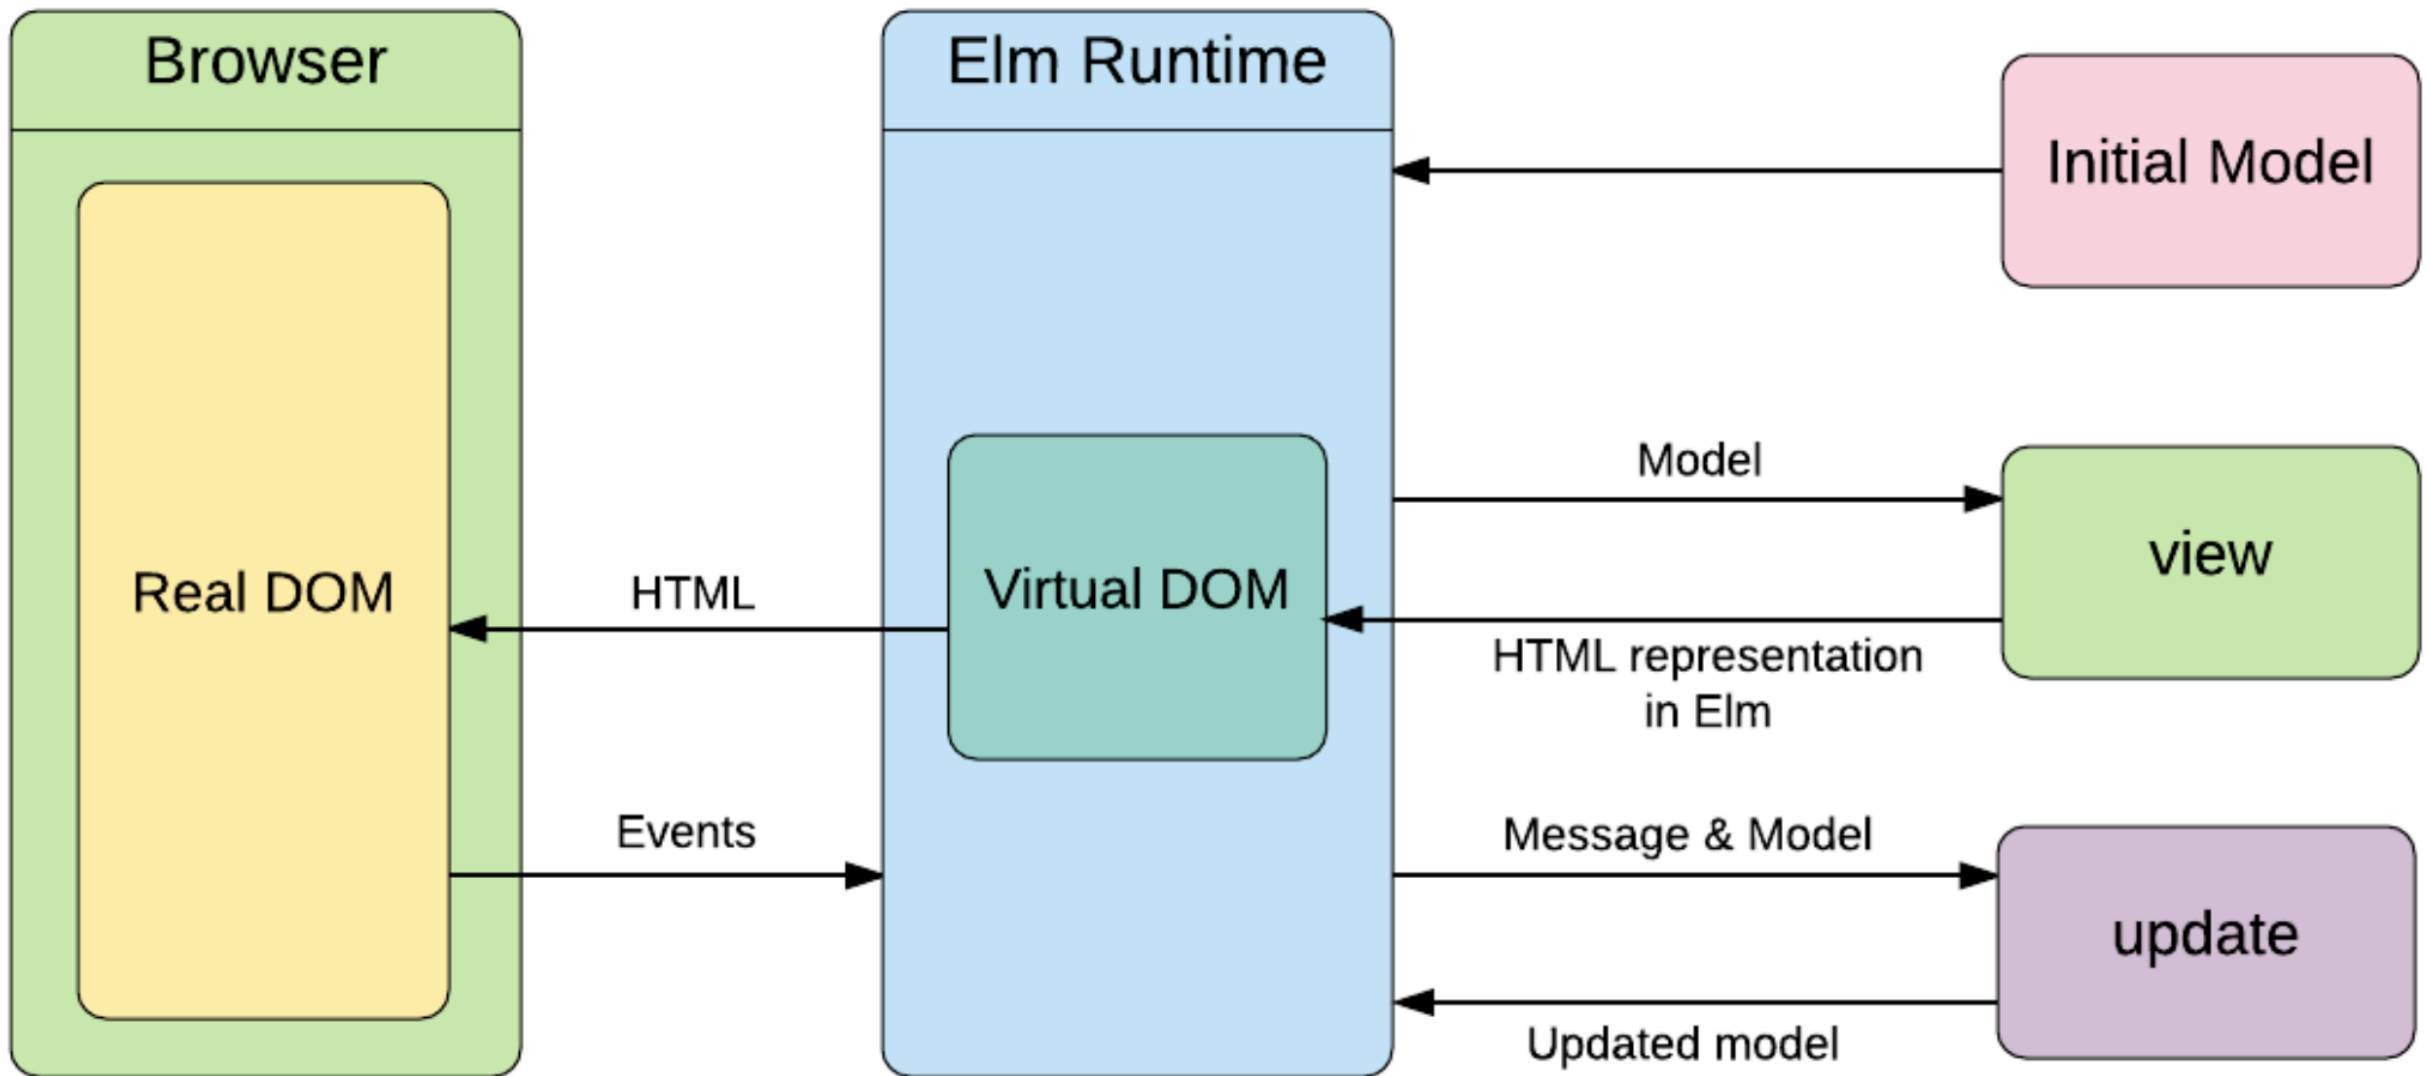 Browser
Elm Runtime
Initial Model
Model
view
Real DOM
HTML
Virtual DOM
HTML representation
in Elm
Events
Message & Model
update
Updated model